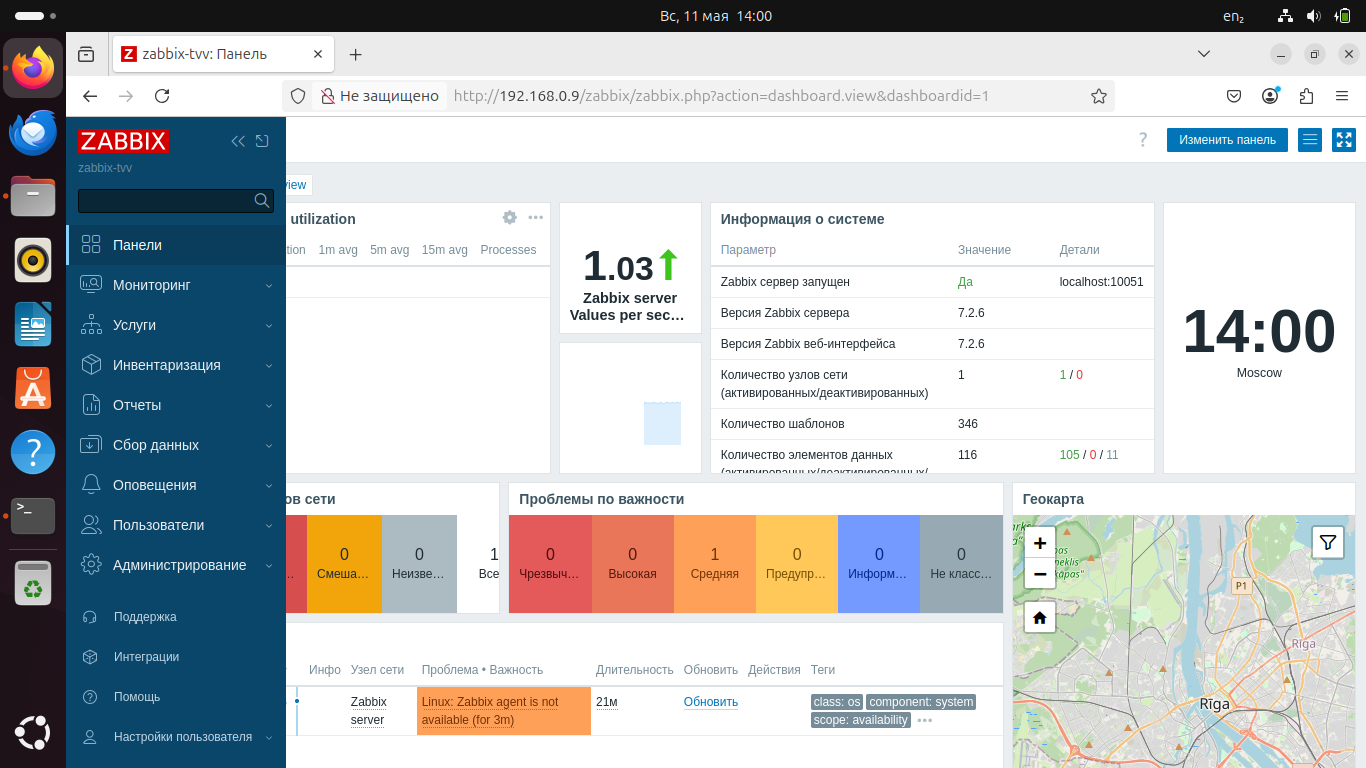 Вс, 11 мая 14:00
en₂
zabbix-tvv: Панель
Не защищено
http://192.168.0.9/zabbix/zabbix.php?action=dashboard.view&dashboardid=1
ZABBIX
zabbix-tvv
Панели
Мониторинг
Услуги
Инвентаризация
Отчеты
Сбор данных
Оповещения
Пользователи
Администрирование
Поддержка
Интеграции
Помощь
Настройки пользователя
?
Изменить панель
view
utilization
tion 1m avg 5m avg 15m avg Processes
1.03
Zabbix server
Values per sec…
Информация о системе
Параметр Значение Детали
Zabbix сервер запущен Да localhost:10051
Версия Zabbix сервера 7.2.6
Версия Zabbix веб-интерфейса 7.2.6
Количество узлов сети
(активированных/деактивированных) 1 1 / 0
Количество шаблонов 346
Количество элементов данных 116 105 / 0 / 11
(активированных/деактивированных/
14:00
Moscow
ов сети
0 0 1
Смеша… Неизве… Все
Проблемы по важности
0 0 1 0 0 0
Чрезвыч… Высокая Средняя Предупр… Информ… Не класс…
Геокарта
+
−
P1
Rīga
Rīga
Инфо Узел сети Проблема • Важность Длительность Обновить Действия Теги
Zabbix server Linux: Zabbix agent is not available (for 3m) 21м Обновить class: os component: system
scope: availability •••